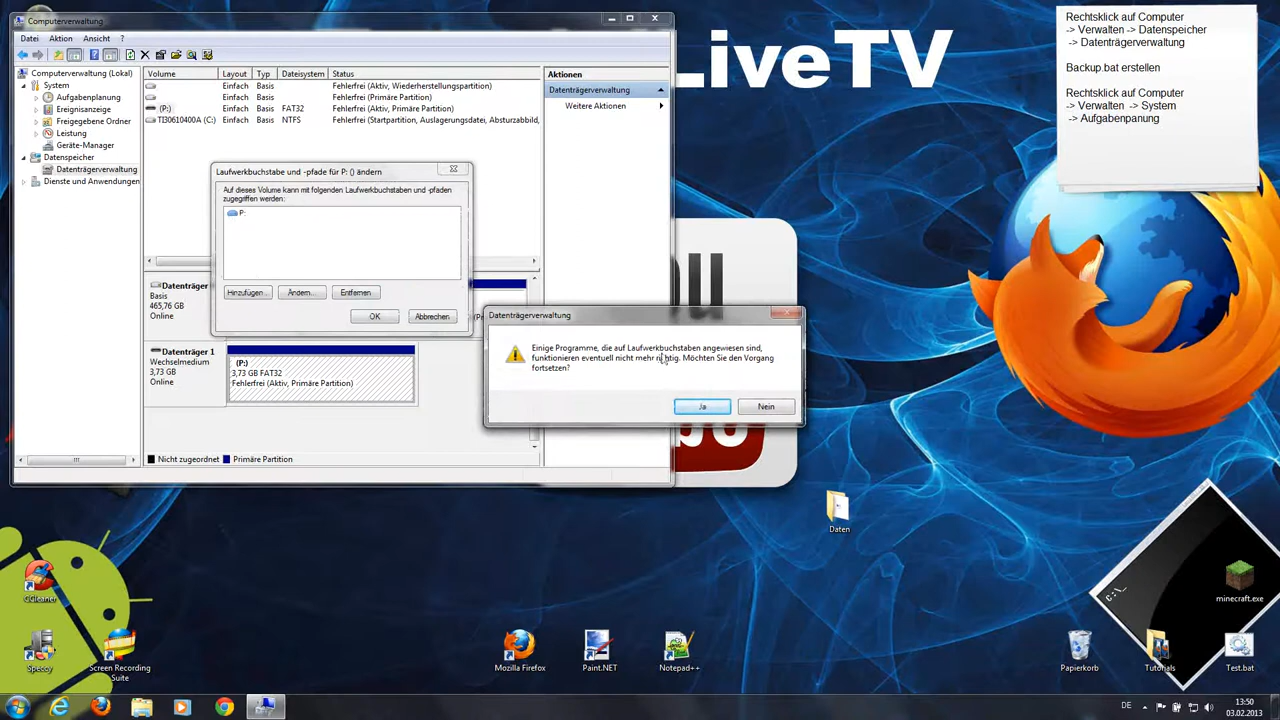 Computerverwaltung
Datei Aktion Ansicht ?
Computerverwaltung (Lokal)
System
Aufgabenplanung
Ereignisanzeige
Freigegebene Ordner
Leistung
Geräte-Manager
Datenspeicher
Datenträgerverwaltung
Dienste und Anwendungen
Volume Layout Typ Dateisystem Status
Einfach Basis Fehlerfrei (Aktiv, Wiederherstellungspartition)
Einfach Basis Fehlerfrei (Primäre Partition)
(P:) Einfach Basis FAT32 Fehlerfrei (Aktiv, Primäre Partition)
TI30610400A (C:) Einfach Basis NTFS Fehlerfrei (Startpartition, Auslagerungsdatei, Absturzabbild,
Aktionen
Datenträgerverwaltung
Weitere Aktionen
Laufwerkbuchstabe und -pfade für P: () ändern
Auf dieses Volume kann mit folgenden Laufwerkbuchstaben und -pfaden
zugegriffen werden:
P:
Hinzufügen... Ändern... Entfernen
OK Abbrechen
Datenträger
Basis
465,76 GB
Online
Datenträger 1
Wechselmedium
3,73 GB
Online
(P:)
3,73 GB FAT32
Fehlerfrei (Aktiv, Primäre Partition)
Nicht zugeordnet Primäre Partition
Datenträgerverwaltung
Einige Programme, die auf Laufwerkbuchstaben angewiesen sind,
funktionieren eventuell nicht mehr richtig. Möchten Sie den Vorgang
fortsetzen?
Ja Nein
LiveTV
Rechtsklick auf Computer
-> Verwalten -> Datenspeicher
-> Datenträgerverwaltung
Backup.bat erstellen
Rechtsklick auf Computer
-> Verwalten -> System
-> Aufgabenpanung
Daten
C:\_
CCleaner
minecraft.exe
Speccy
Screen Recording
Suite
Mozilla Firefox
Paint.NET
Notepad++
Papierkorb
Tutorials
Test.bat
DE
13:50
03.02.2013